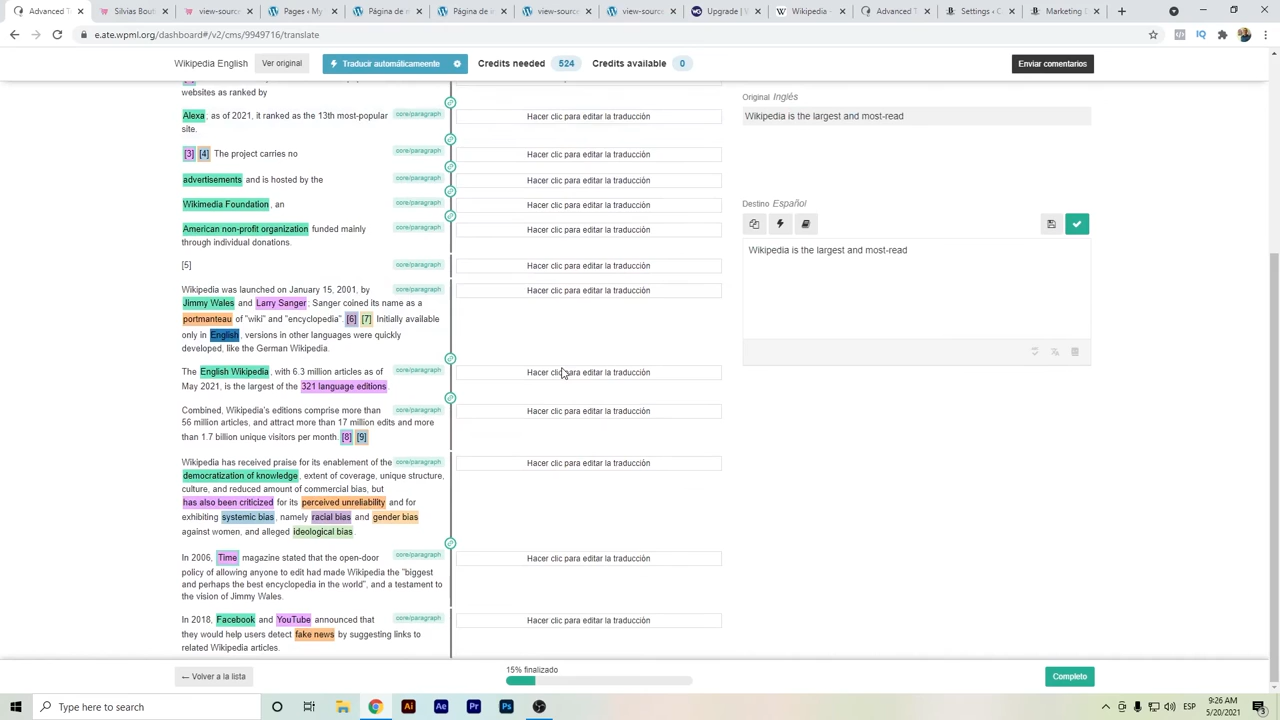 Advanced T
Silvias Bouti
view-source
Pages ‹ My
Página de i
Página de in
view-source
view-source
Upgrade | V
Wikipedia -
Advanced T
Settings ‹ C
Marketing C
e.ate.wpml.org/dashboard#/v2/cms/9949716/translate
Wikipedia English
Ver original
Traducir automáticamente
Credits needed 524
Credits available 0
Enviar comentarios
websites as ranked by
Alexa; as of 2021, it ranked as the 13th most-popular
core/paragraph
Hacer clic para editar la traducción
site.
[3] [4] The project carries no
core/paragraph
Hacer clic para editar la traducción
advertisements and is hosted by the
core/paragraph
Hacer clic para editar la traducción
Wikimedia Foundation, an
core/paragraph
Hacer clic para editar la traducción
American non-profit organization funded mainly
core/paragraph
Hacer clic para editar la traducción
through individual donations.
[5]
core/paragraph
Hacer clic para editar la traducción
Wikipedia was launched on January 15, 2001, by
core/paragraph
Hacer clic para editar la traducción
Jimmy Wales and Larry Sanger; Sanger coined its name as a
portmanteau of "wiki" and "encyclopedia". [6] [7] Initially available
only in English, versions in other languages were quickly
developed, like the German Wikipedia.
The English Wikipedia, with 6.3 million articles as of
core/paragraph
Hacer clic para editar la traducción
May 2021, is the largest of the 321 language editions.
Combined, Wikipedia's editions comprise more than
core/paragraph
Hacer clic para editar la traducción
56 million articles, and attract more than 17 million edits and more
than 1.7 billion unique visitors per month. [8] [9]
Wikipedia has received praise for its enablement of the
core/paragraph
Hacer clic para editar la traducción
democratization of knowledge, extent of coverage, unique structure,
culture, and reduced amount of commercial bias, but
has also been criticized for its perceived unreliability and for
exhibiting systemic bias, namely racial bias and gender bias
against women, and alleged ideological bias.
In 2006, Time magazine stated that the open-door
core/paragraph
Hacer clic para editar la traducción
policy of allowing anyone to edit had made Wikipedia the "biggest
and perhaps the best encyclopedia in the world", and a testament to
the vision of Jimmy Wales.
In 2018, Facebook and YouTube announced that
core/paragraph
Hacer clic para editar la traducción
they would help users detect fake news by suggesting links to
related Wikipedia articles.
Original Inglés
Wikipedia is the largest and most-read
Destino Español
Wikipedia is the largest and most-read
← Volver a la lista
15% finalizado
Completo
Type here to search
ESP
9:26 AM
5/20/2021